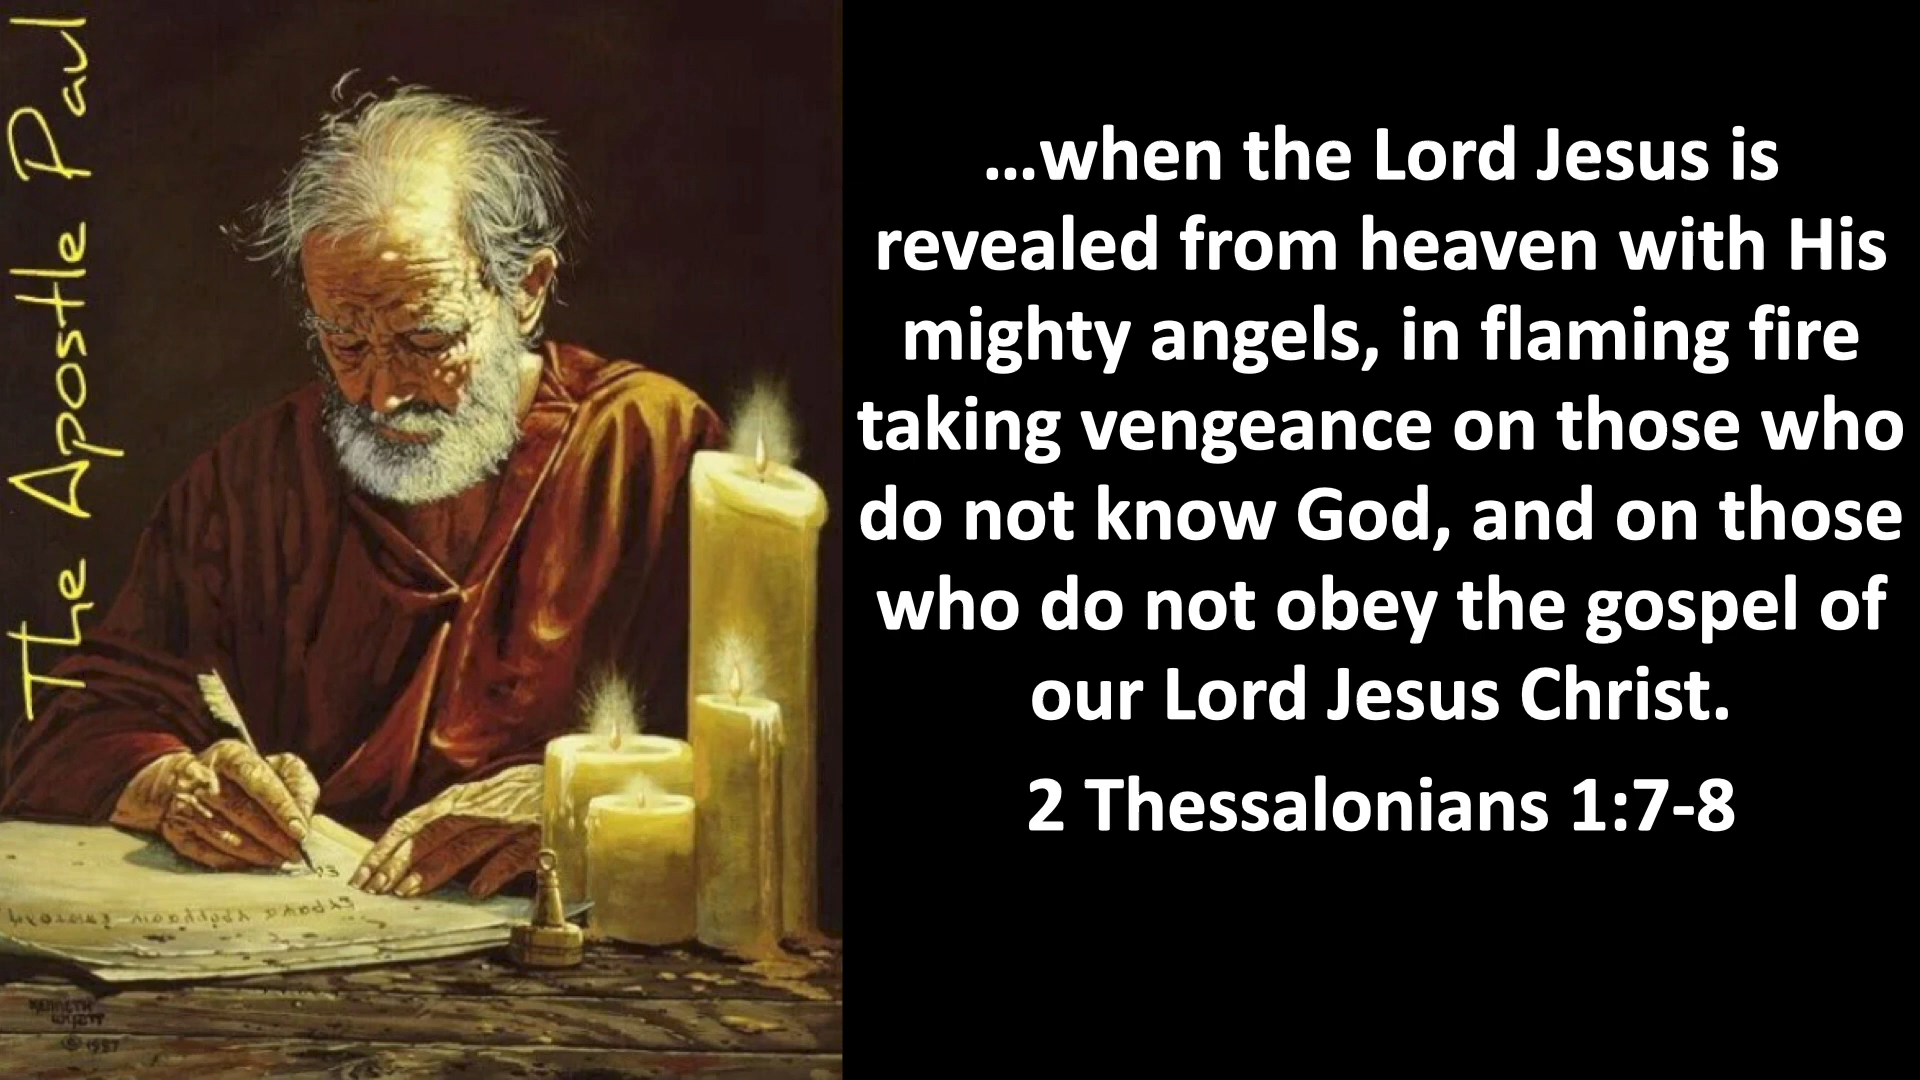 The Apostle Paul
…when the Lord Jesus is
revealed from heaven with His
mighty angels, in flaming fire
taking vengeance on those who
do not know God, and on those
who do not obey the gospel of
our Lord Jesus Christ.
2 Thessalonians 1:7-8
KENNETH
© 1987